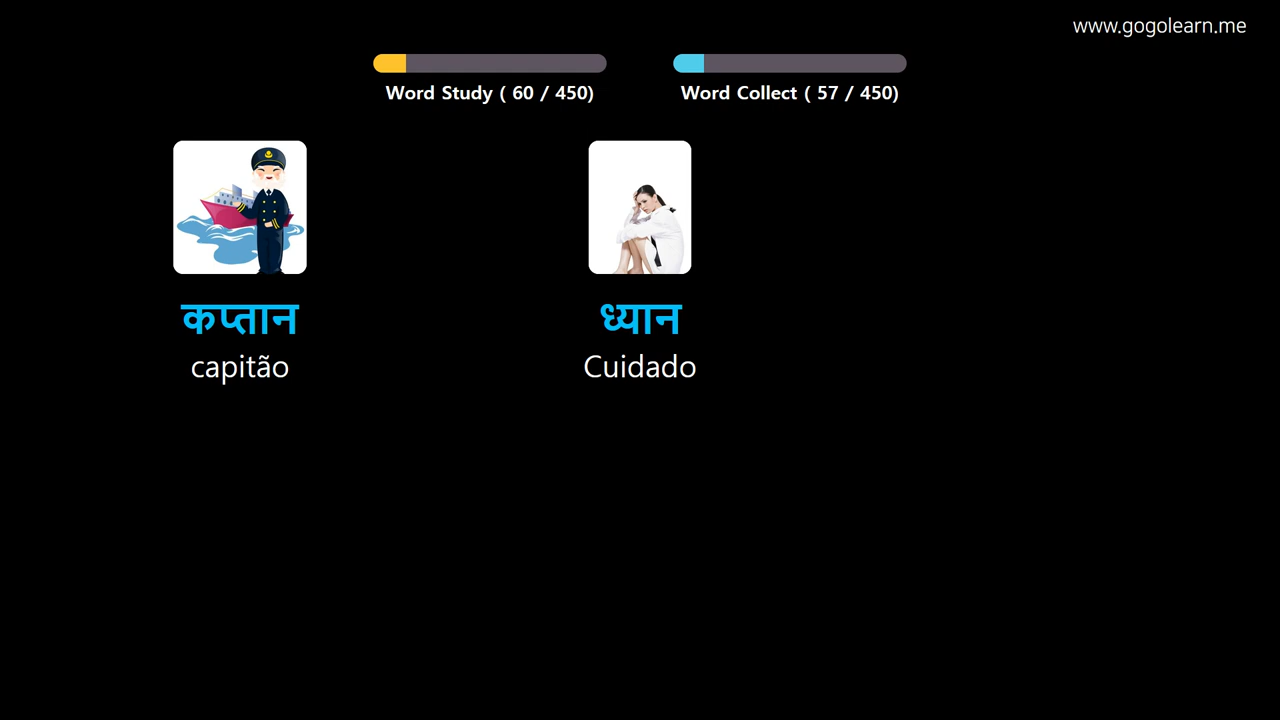 www.gogolearn.me
Word Study ( 60 / 450)
Word Collect ( 57 / 450)
कप्तान
capitão
ध्यान
Cuidado